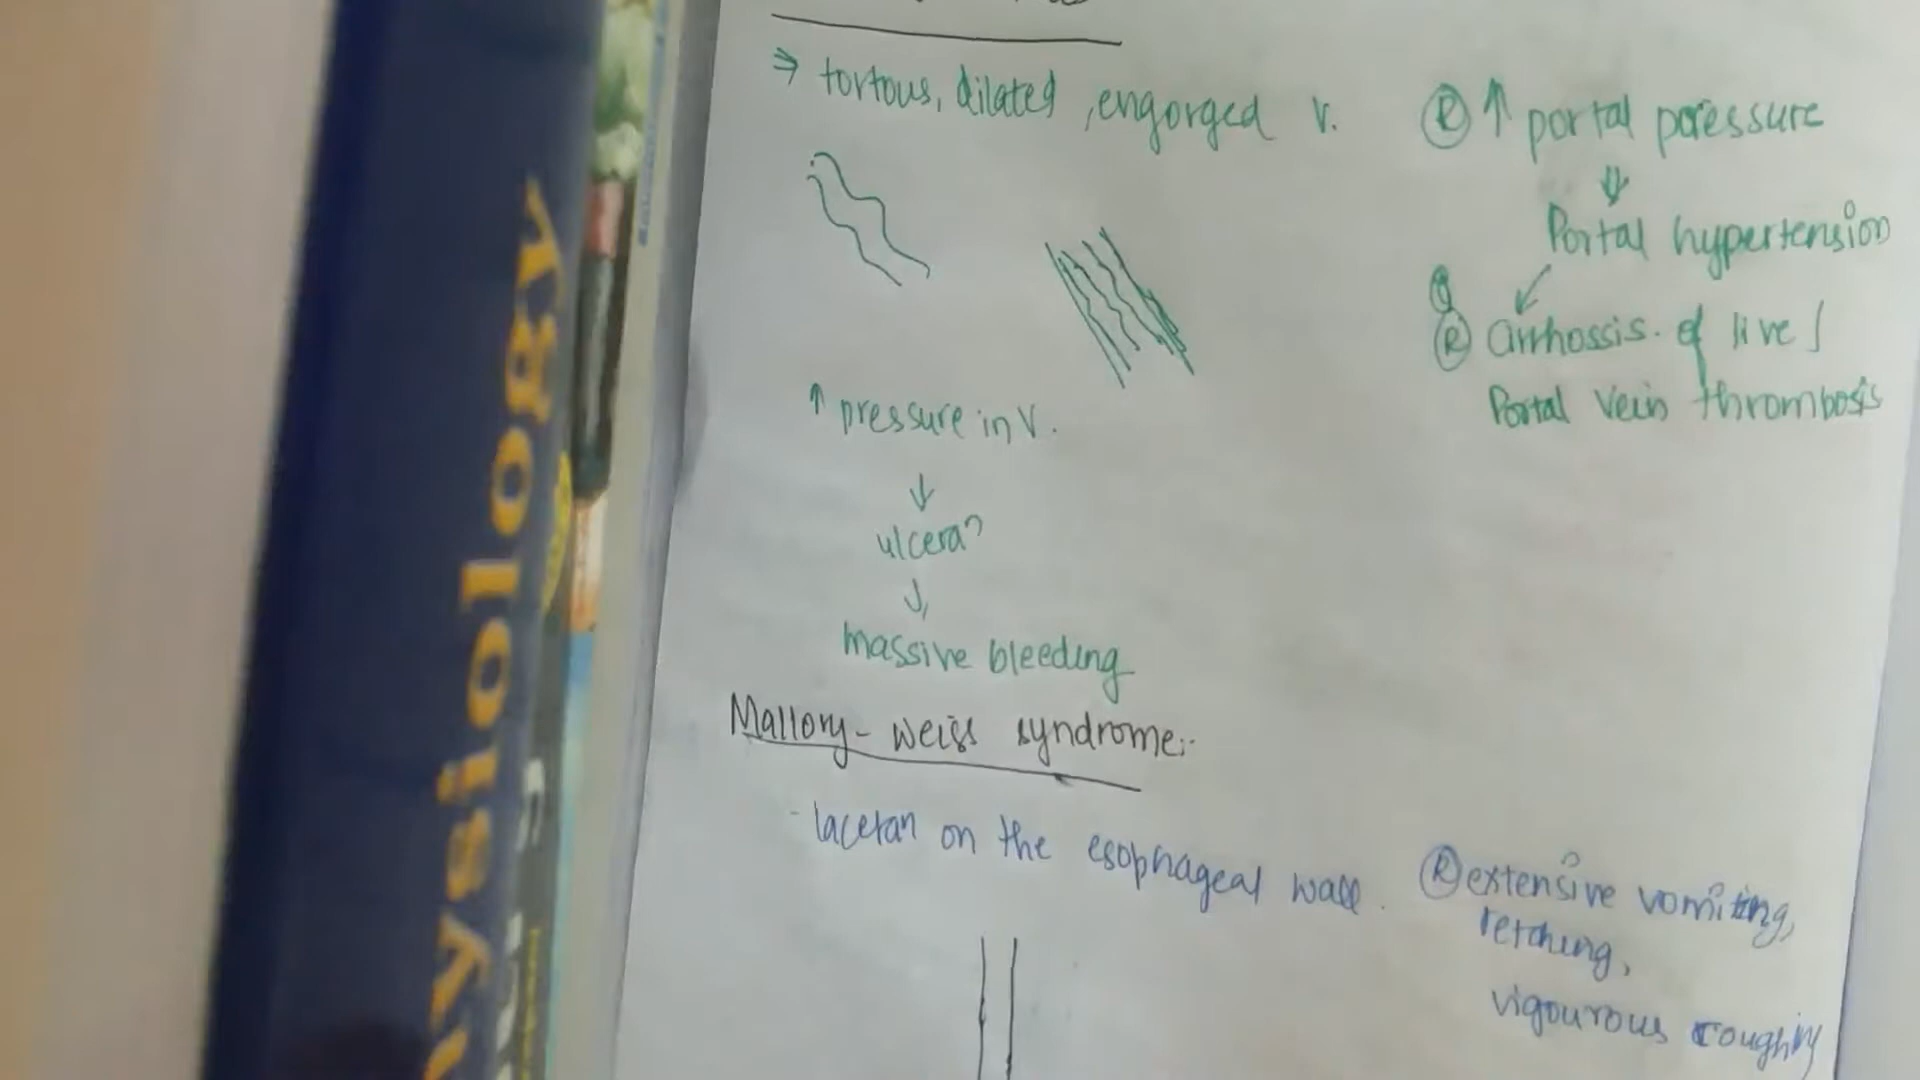 ⇒ tortous, dilated, engorged v.
↑ pressure in V.
↓
ulceraⁿ
↓
massive bleeding
Ⓡ ↑ portal poressure
⇓
Portal hypertension
Ⓡ cirrhossis of liver
Portal vein thrombosis
Mallory-weiss syndrome:-
- laceraⁿ on the esophageal wall.
Ⓡ extensive vomiting,
retching,
vigourous coughing
ysiology